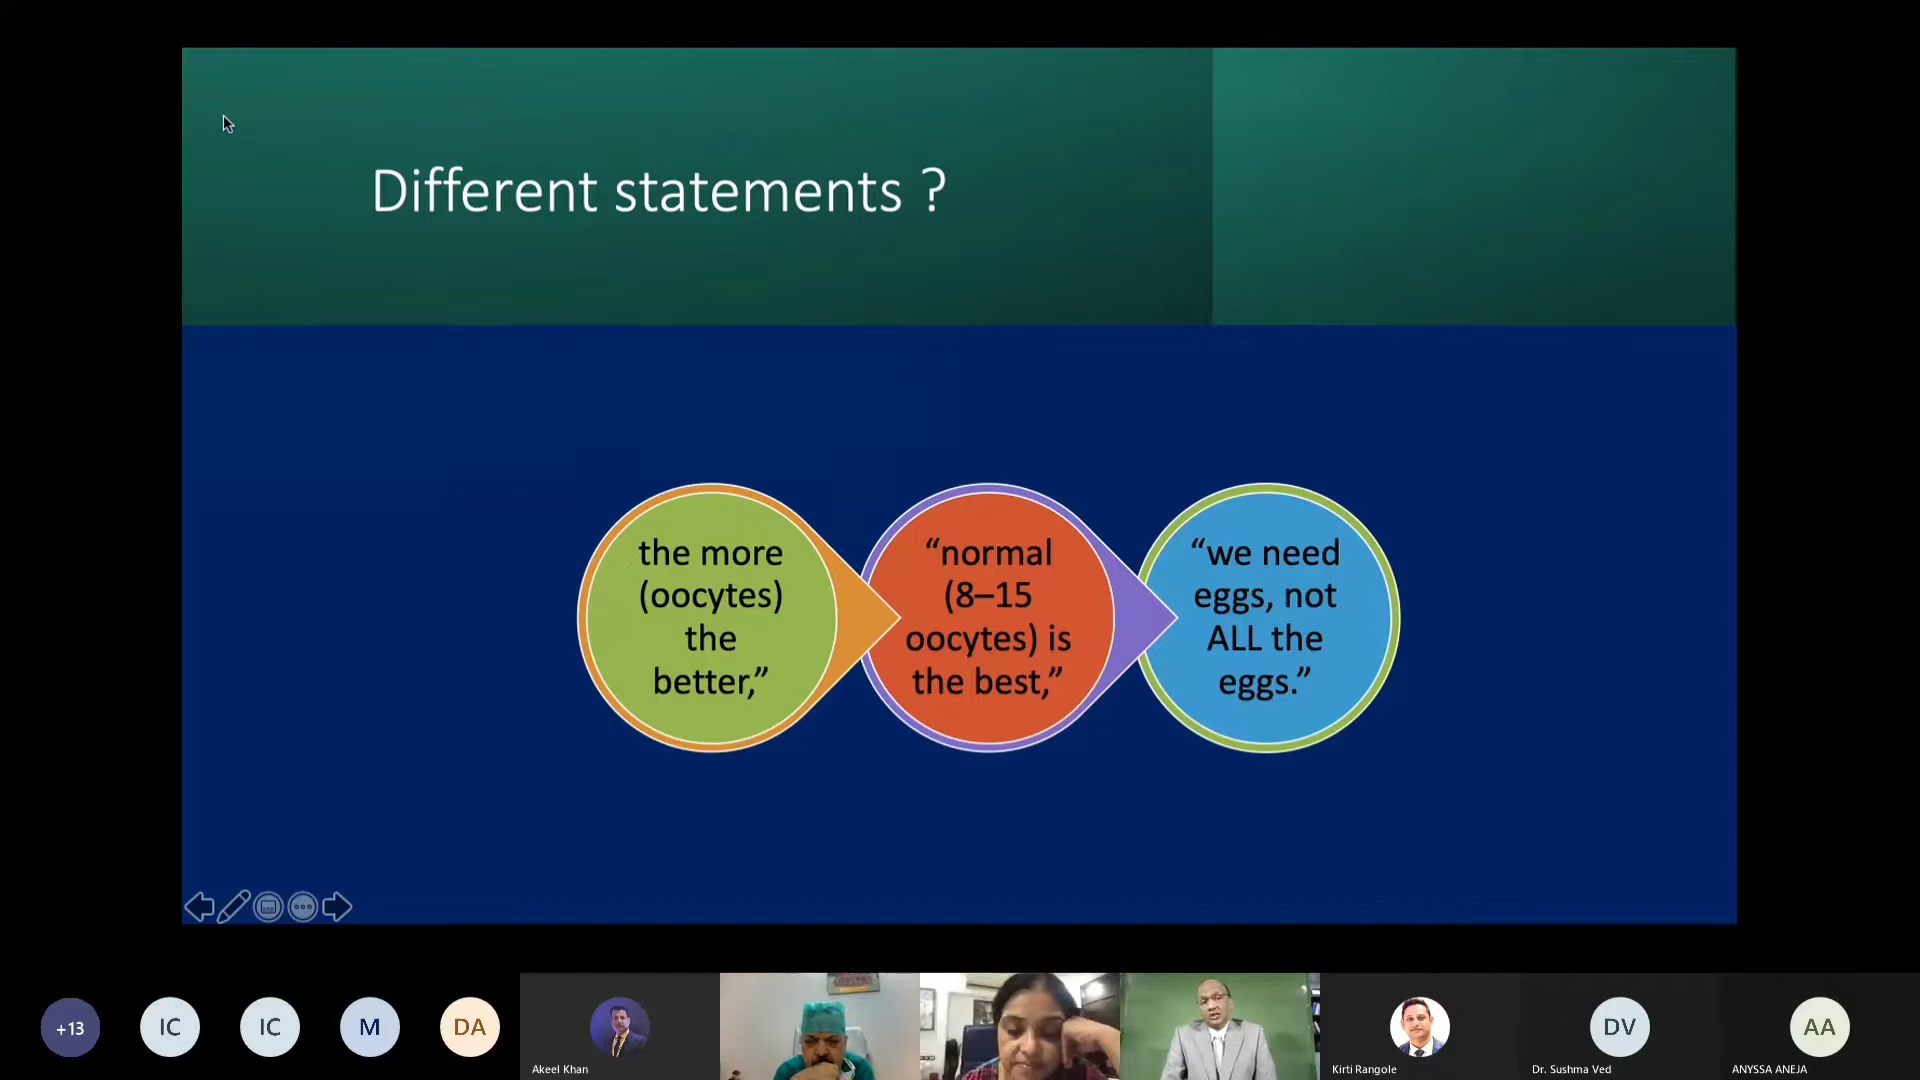 Different statements ?
the more
(oocytes)
the
better,”
“normal
(8–15
oocytes) is
the best,”
“we need
eggs, not
ALL the
eggs.”
+13
IC
IC
M
DA
Akeel Khan
Kirti Rangole
DV
Dr. Sushma Ved
AA
ANYSSA ANEJA